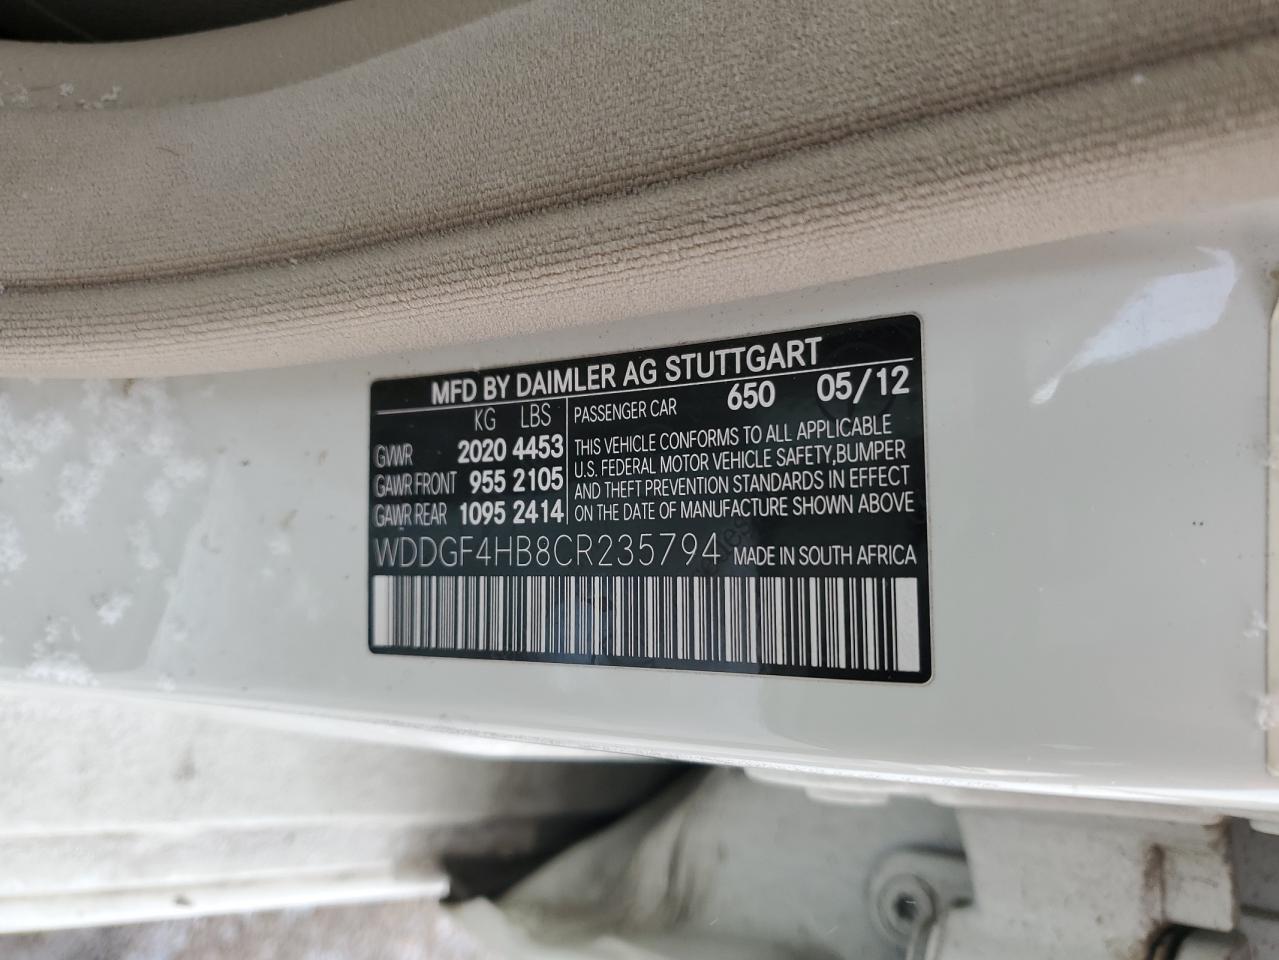 MFD BY DAIMLER AG STUTTGART
KG LBS
GVWR 2020 4453
GAWR FRONT 955 2105
GAWR REAR 1095 2414
PASSENGER CAR 650 05/12
THIS VEHICLE CONFORMS TO ALL APPLICABLE
U.S. FEDERAL MOTOR VEHICLE SAFETY,BUMPER
AND THEFT PREVENTION STANDARDS IN EFFECT
ON THE DATE OF MANUFACTURE SHOWN ABOVE
WDDGF4HB8CR235794 MADE IN SOUTH AFRICA